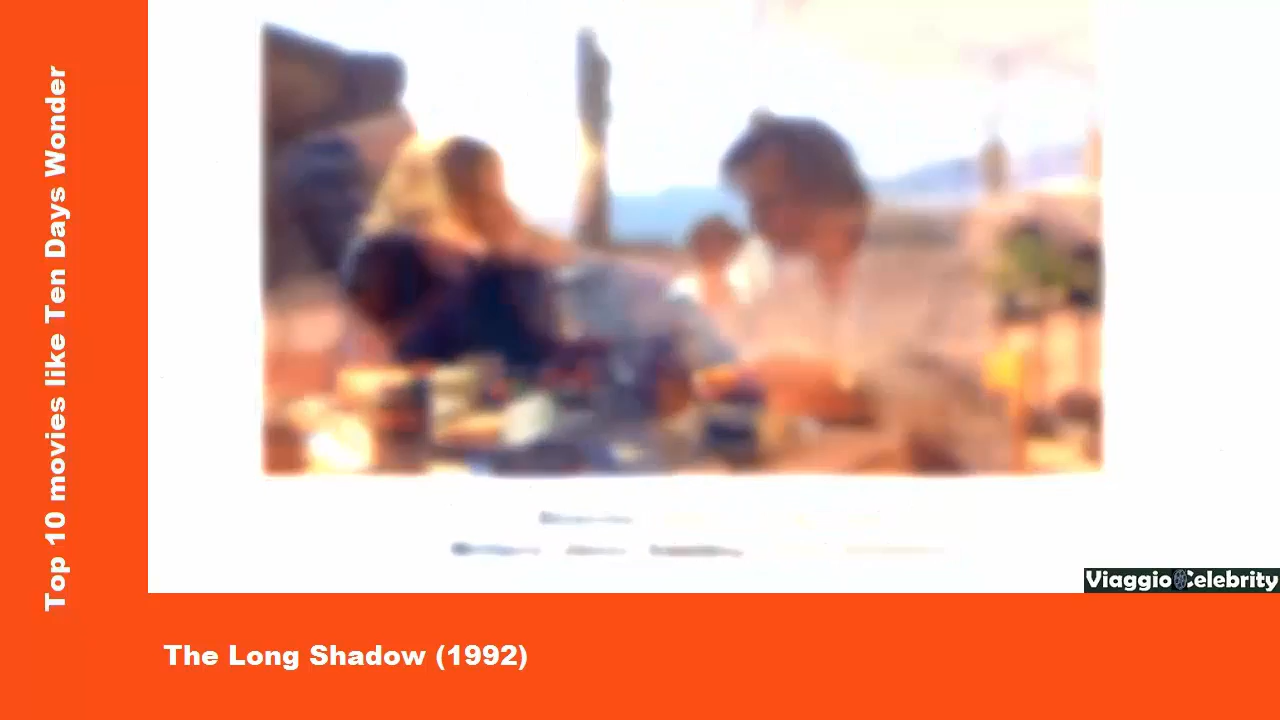 Top 10 movies like Ten Days Wonder
Viaggio Celebrity
The Long Shadow (1992)